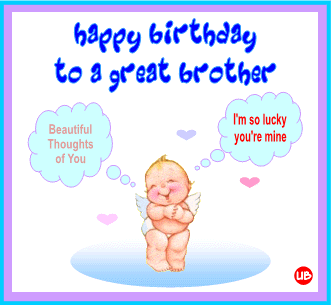 happy birthday
to a great brother
Beautiful
Thoughts
of You
I'm so lucky
you're mine
UB